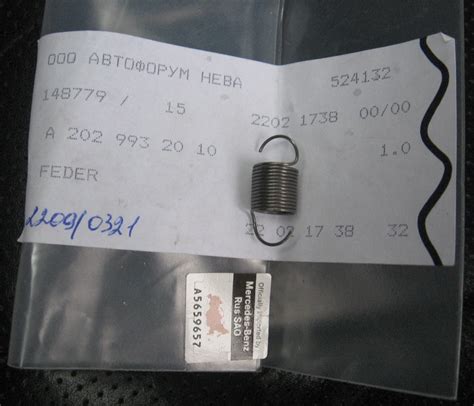 ООО АВТОФОРУМ НЕВА 524132
148779 / 15 2202 1738 00/00
A 202 993 20 10 1.0
FEDER
2209/0321 22 02 17 38 32
Officially Imported by
Mercedes-Benz
Rus SAO
A5659657